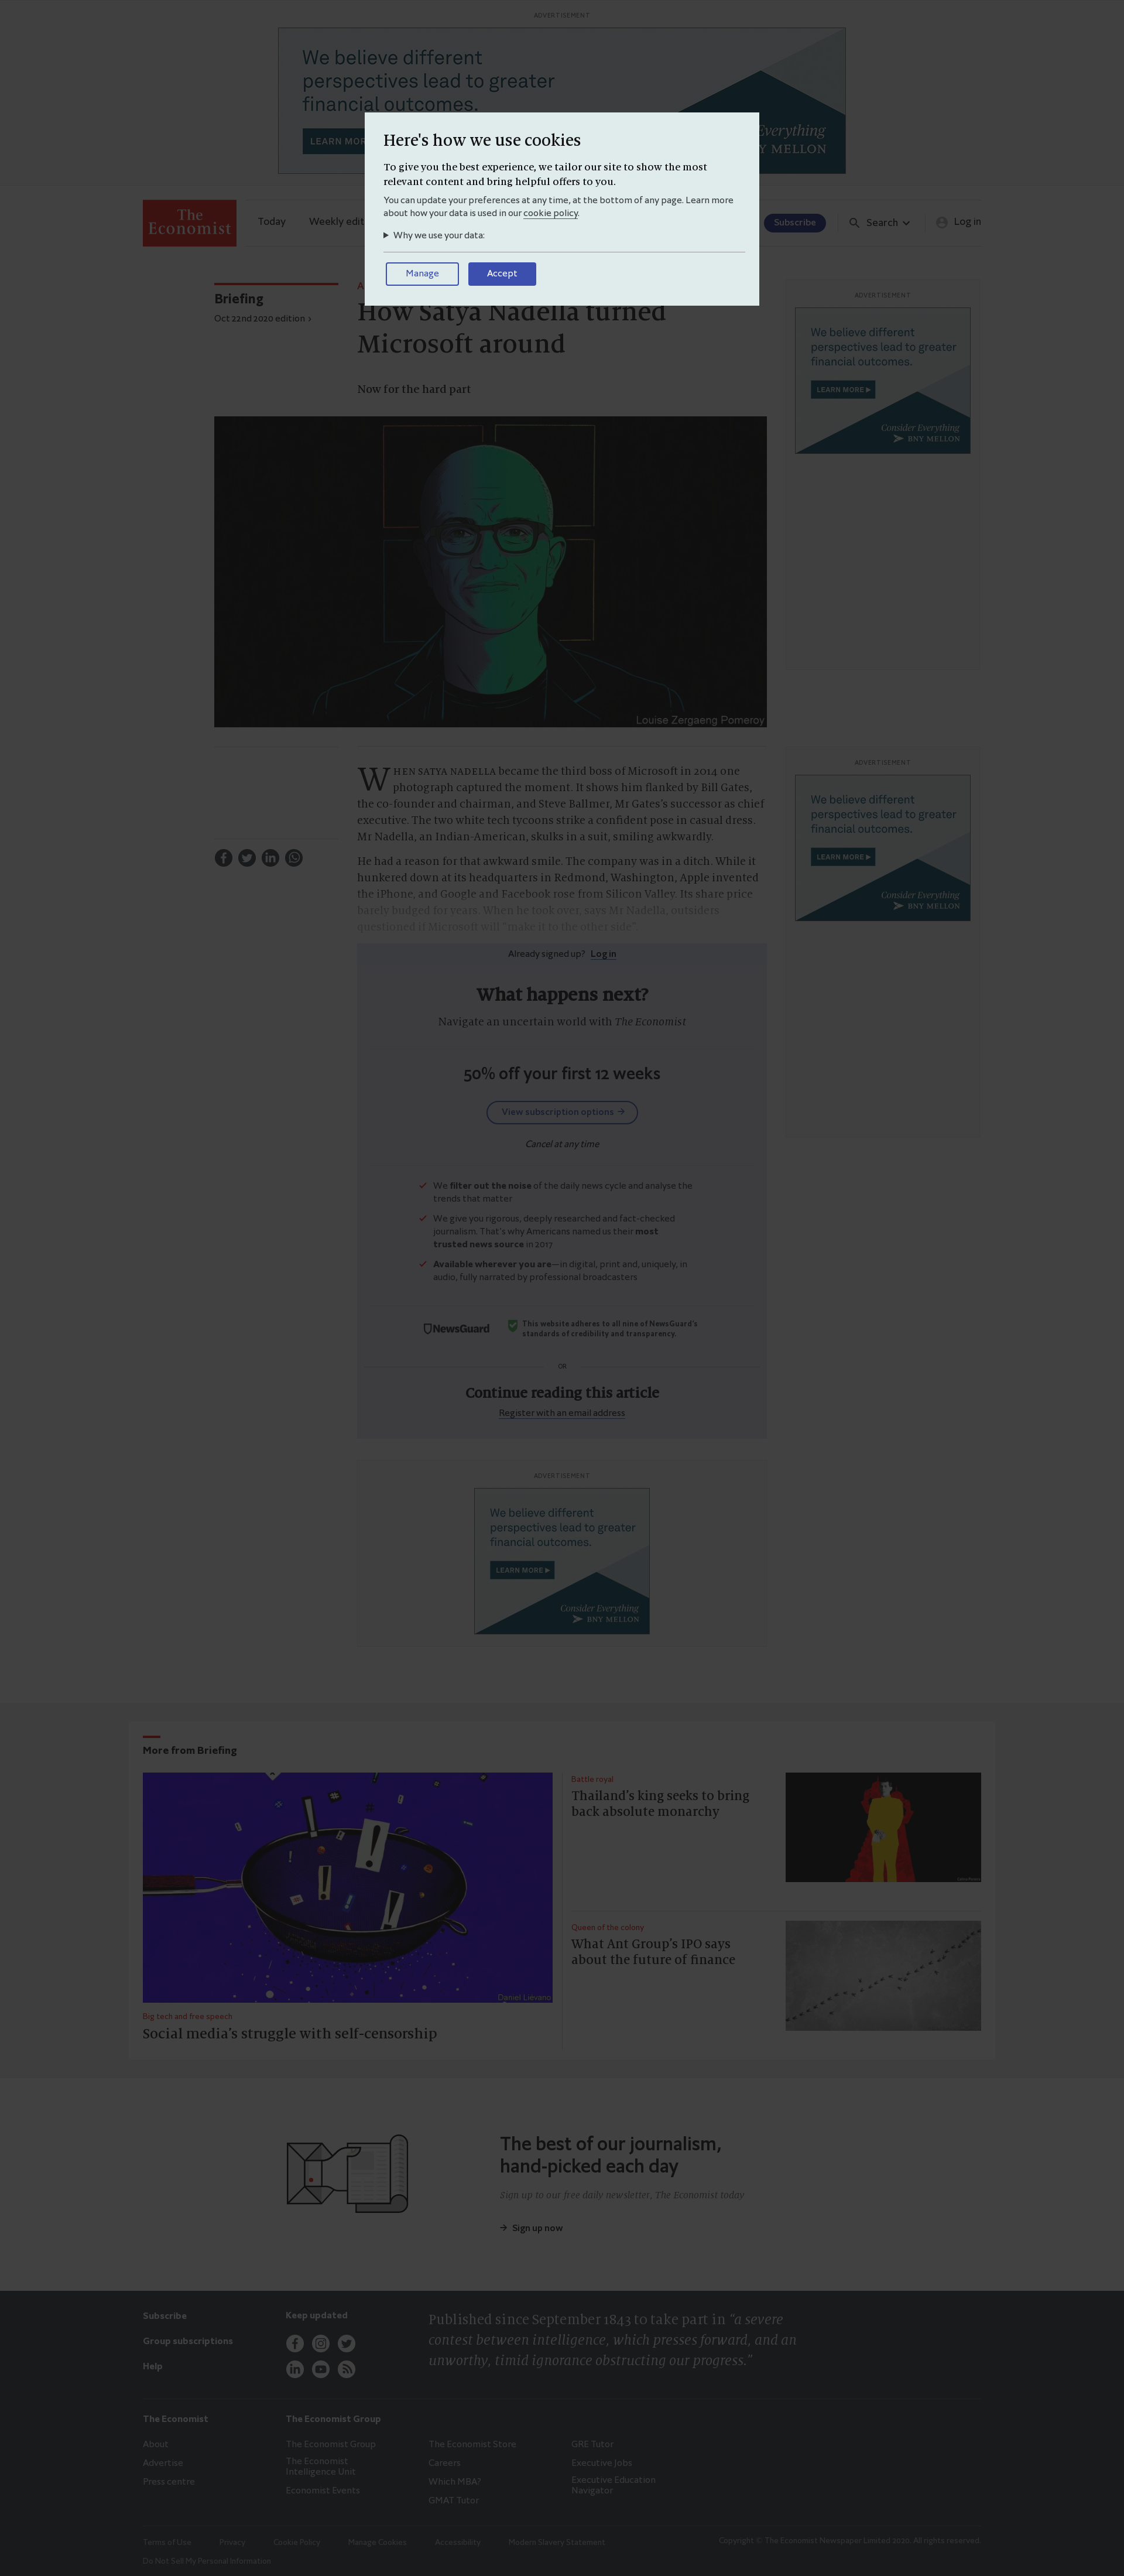 ADVERTISEMENT
We believe different
perspectives lead to greater
financial outcomes.
LEARN MOR
Everything
Y MELLON
Here's how we use cookies
To give you the best experience, we tailor our site to show the most
relevant content and bring helpful offers to you.
You can update your preferences at any time, at the bottom of any page. Learn more
about how your data is used in our cookie policy.
Why we use your data:
Manage
Accept
The
Economist
Today
Weekly edit
Subscribe
Search
Log in
Briefing
Oct 22nd 2020 edition
How Satya Nadella turned
Microsoft around
Now for the hard part
Louise Zergaeng Pomeroy
ADVERTISEMENT
We believe different
perspectives lead to greater
financial outcomes.
LEARN MORE
Consider Everything
BNY MELLON
WHEN SATYA NADELLA became the third boss of Microsoft in 2014 one
photograph captured the moment. It shows him flanked by Bill Gates,
the co-founder and chairman, and Steve Ballmer, Mr Gates's successor as chief
executive. The two white tech tycoons strike a confident pose in casual dress.
Mr Nadella, an Indian-American, skulks in a suit, smiling awkwardly.
He had a reason for that awkward smile. The company was in a ditch. While it
hunkered down at its headquarters in Redmond, Washington, Apple invented
the iPhone, and Google and Facebook rose from Silicon Valley. Its share price
barely budged for years. When he took over, says Mr Nadella, outsiders
questioned if Microsoft will "make it to the other side".
ADVERTISEMENT
We believe different
perspectives lead to greater
financial outcomes.
LEARN MORE
Consider Everything
BNY MELLON
Already signed up? Log in
What happens next?
Navigate an uncertain world with The Economist
50% off your first 12 weeks
View subscription options
Cancel at any time
We filter out the noise of the daily news cycle and analyse the
trends that matter
We give you rigorous, deeply researched and fact-checked
journalism. That's why Americans named us their most
trusted news source in 2017
Available wherever you are—in digital, print and, uniquely, in
audio, fully narrated by professional broadcasters
NewsGuard
This website adheres to all nine of NewsGuard's
standards of credibility and transparency.
OR
Continue reading this article
Register with an email address
ADVERTISEMENT
We believe different
perspectives lead to greater
financial outcomes.
LEARN MORE
Consider Everything
BNY MELLON
More from Briefing
Daniel Liévano
Big tech and free speech
Social media's struggle with self-censorship
Battle royal
Thailand's king seeks to bring
back absolute monarchy
Queen of the colony
What Ant Group's IPO says
about the future of finance
The best of our journalism,
hand-picked each day
Sign up to our free daily newsletter, The Economist today
Sign up now
Subscribe
Group subscriptions
Help
Keep updated
Published since September 1843 to take part in "a severe
contest between intelligence, which presses forward, and an
unworthy, timid ignorance obstructing our progress."
The Economist
About
Advertise
Press centre
The Economist Group
The Economist Group
The Economist
Intelligence Unit
Economist Events
The Economist Store
Careers
Which MBA?
GMAT Tutor
GRE Tutor
Executive Jobs
Executive Education
Navigator
Terms of Use
Privacy
Cookie Policy
Manage Cookies
Accessibility
Modern Slavery Statement
Copyright © The Economist Newspaper Limited 2020. All rights reserved.
Do Not Sell My Personal Information